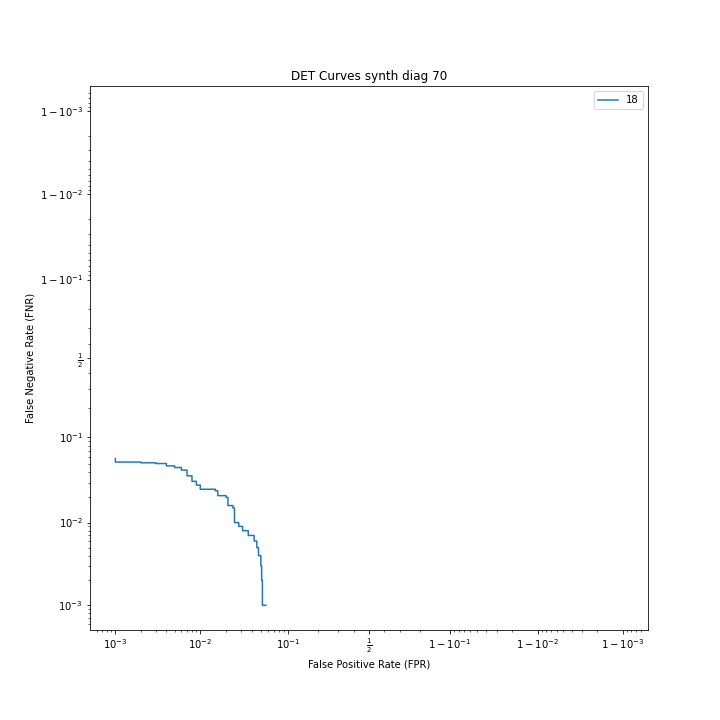 DET Curves synth diag 70
18
1 − 10⁻³
1 − 10⁻²
1 − 10⁻¹
½
10⁻¹
10⁻²
10⁻³
False Negative Rate (FNR)
10⁻³ 10⁻² 10⁻¹ ½ 1 − 10⁻¹ 1 − 10⁻² 1 − 10⁻³
False Positive Rate (FPR)